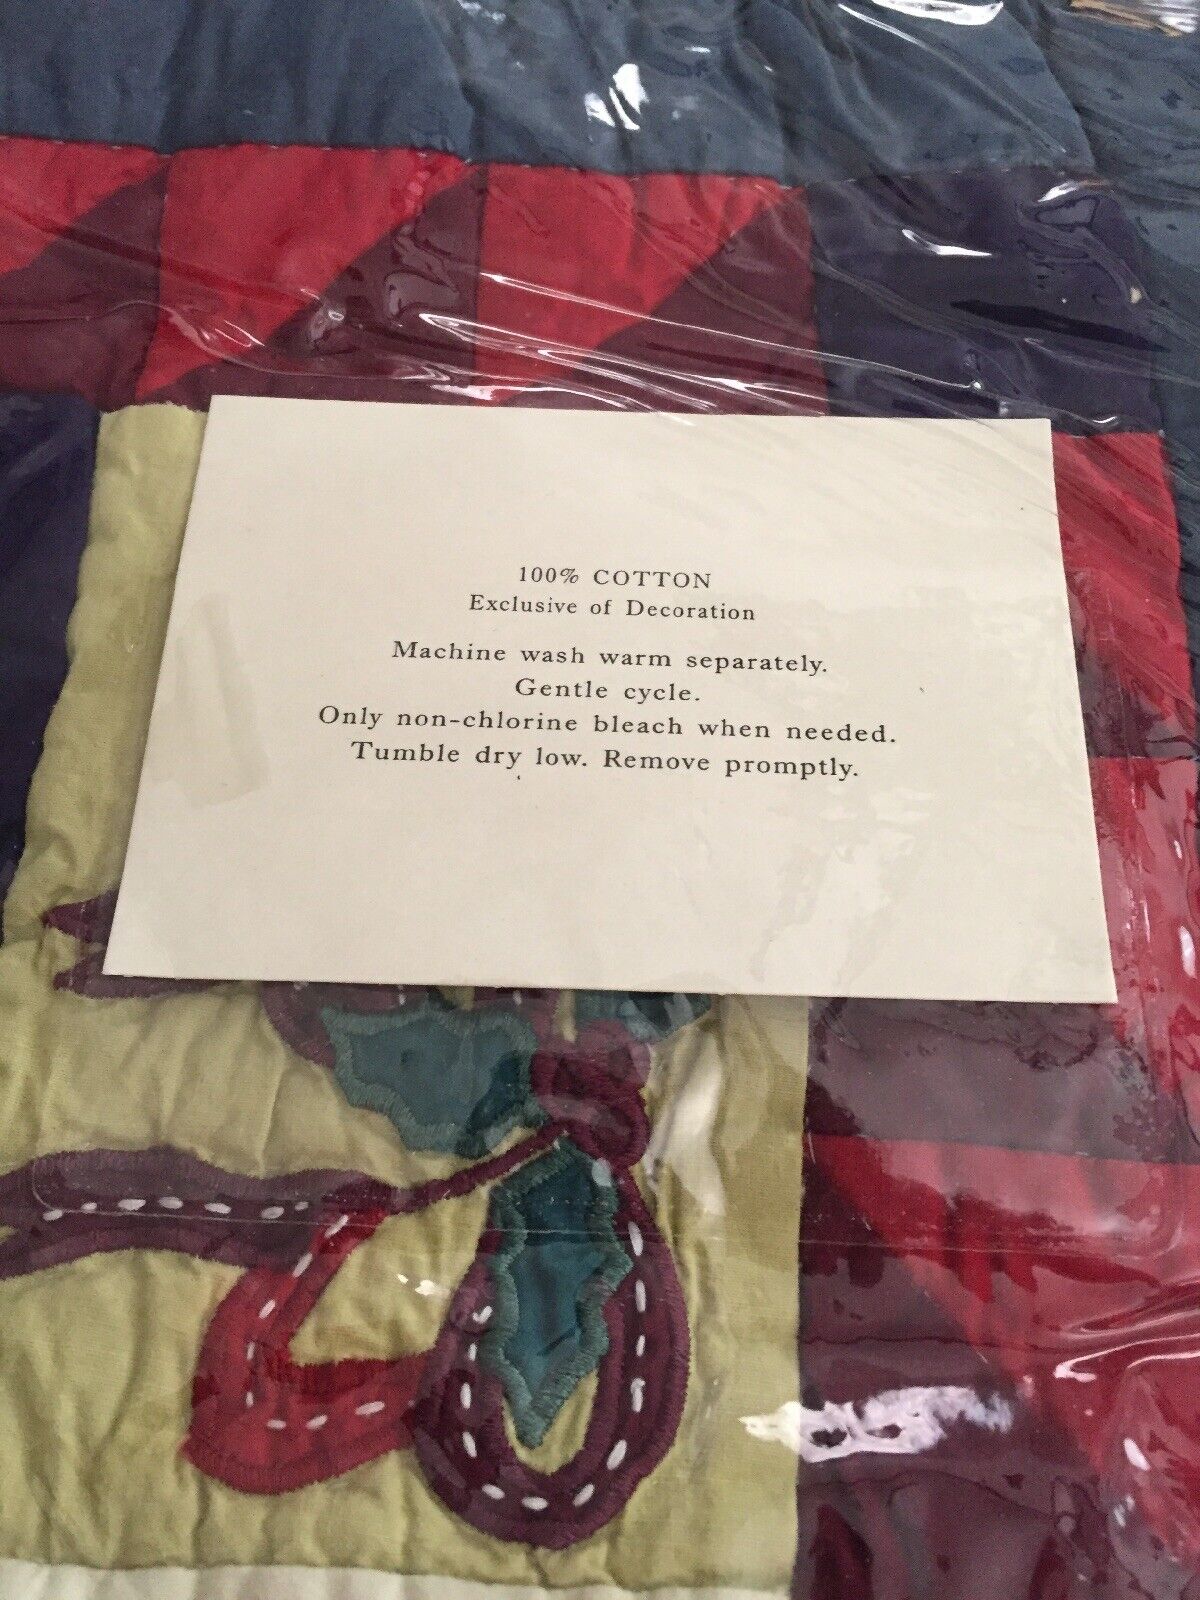 100% COTTON
Exclusive of Decoration
Machine wash warm separately.
Gentle cycle.
Only non-chlorine bleach when needed.
Tumble dry low. Remove promptly.